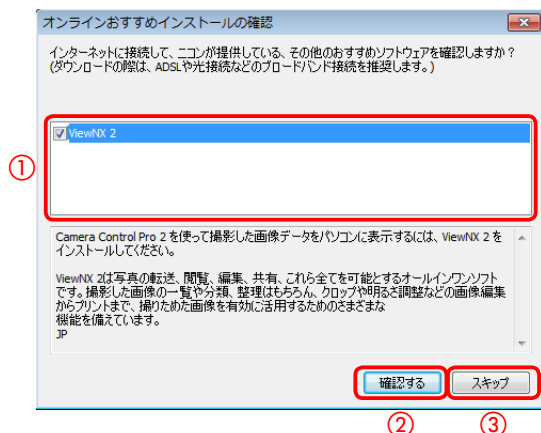 オンラインおすすめインストールの確認
インターネットに接続して、ニコンが提供している、その他のおすすめソフトウェアを確認しますか？
(ダウンロードの際は、ADSLや光接続などのブロードバンド接続を推奨します。)
① ViewNX 2
Camera Control Pro 2 を使って撮影した画像データをパソコンに表示するには、ViewNX 2 を
インストールしてください。
ViewNX 2は写真の転送、閲覧、編集、共有、これら全てを可能とするオールインワンソフト
です。撮影した画像の一覧や分類、整理はもちろん、クロップや明るさ調整などの画像編集
からプリントまで、撮りためた画像を有効に活用するためのさまざまな
機能を備えています。
JP
確認する スキップ
② ③